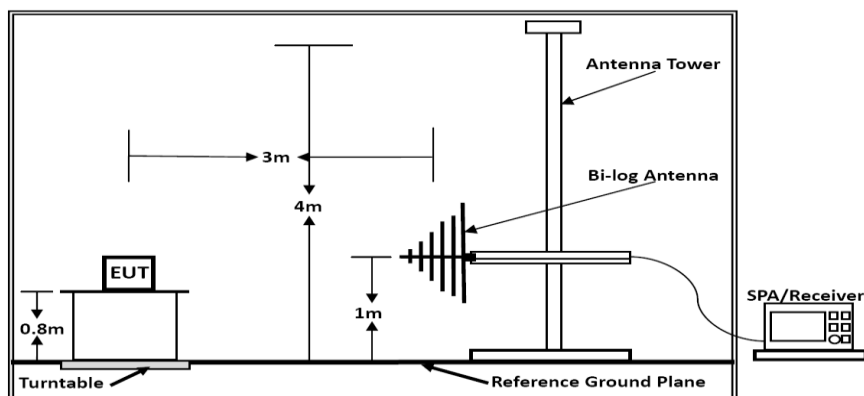 Antenna Tower
3m
Bi-log Antenna
4m
EUT
SPA/Receiver
0.8m
1m
Turntable
Reference Ground Plane